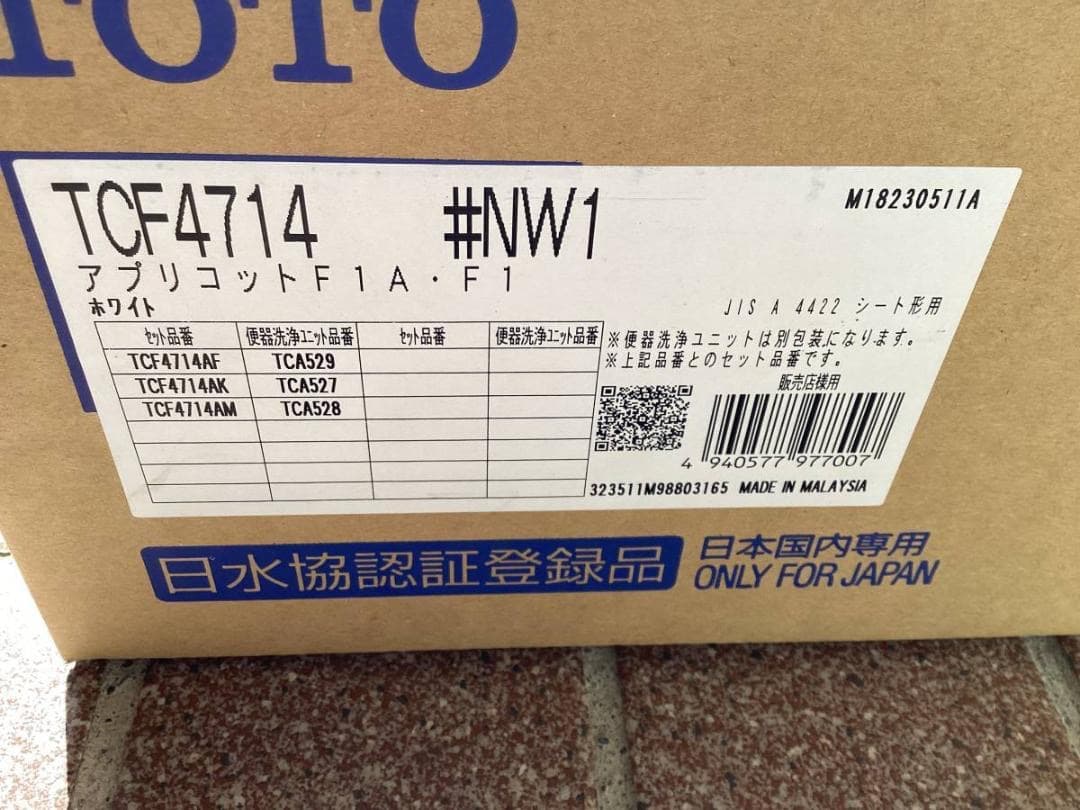 TOTO
TCF4714 #NW1
M18230511A
アプリコットF1A・F1
ホワイト
JIS A 4422 シート形用
セット品番 便器洗浄ユニット品番 セット品番 便器洗浄ユニット品番
TCF4714AF TCA529
TCF4714AK TCA527
TCF4714AM TCA528
※便器洗浄ユニットは別包装になります。
※上記品番とのセット品番です。
販売店様用
4 940577 977007
323511M98803165 MADE IN MALAYSIA
日水協認証登録品
日本国内専用
ONLY FOR JAPAN